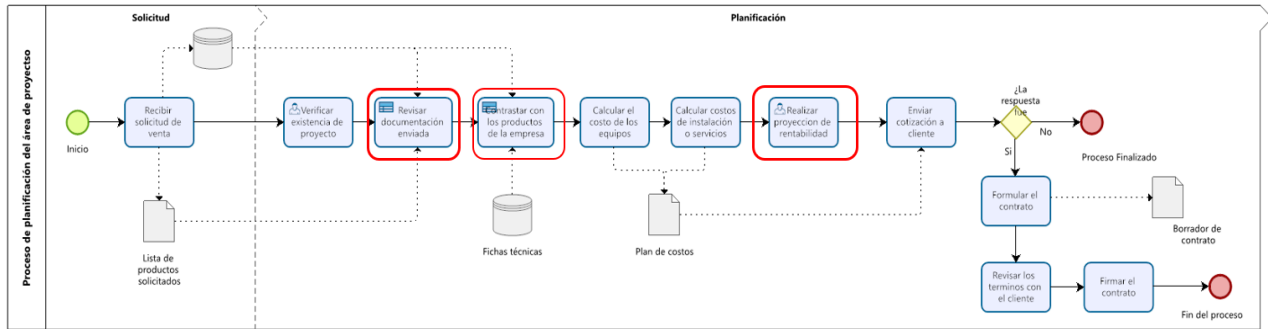 Proceso de planificación del área de proyectso
Solicitud
Planificación
Inicio
Recibir
solicitud de
venta
Verificar
existencia de
proyecto
Revisar
documentación
enviada
Contrastar con
los productos
de la empresa
Calcular el
costo de los
equipos
Calcular costos
de instalación
o servicios
Realizar
proyeccion de
rentabilidad
Enviar
cotización a
cliente
¿La
respuesta
fue
No
Si
Proceso Finalizado
Formular el
contrato
Borrador de
contrato
Lista de
productos
solicitados
Fichas técnicas
Plan de costos
Revisar los
terminos con
el cliente
Firmar el
contrato
Fin del proceso